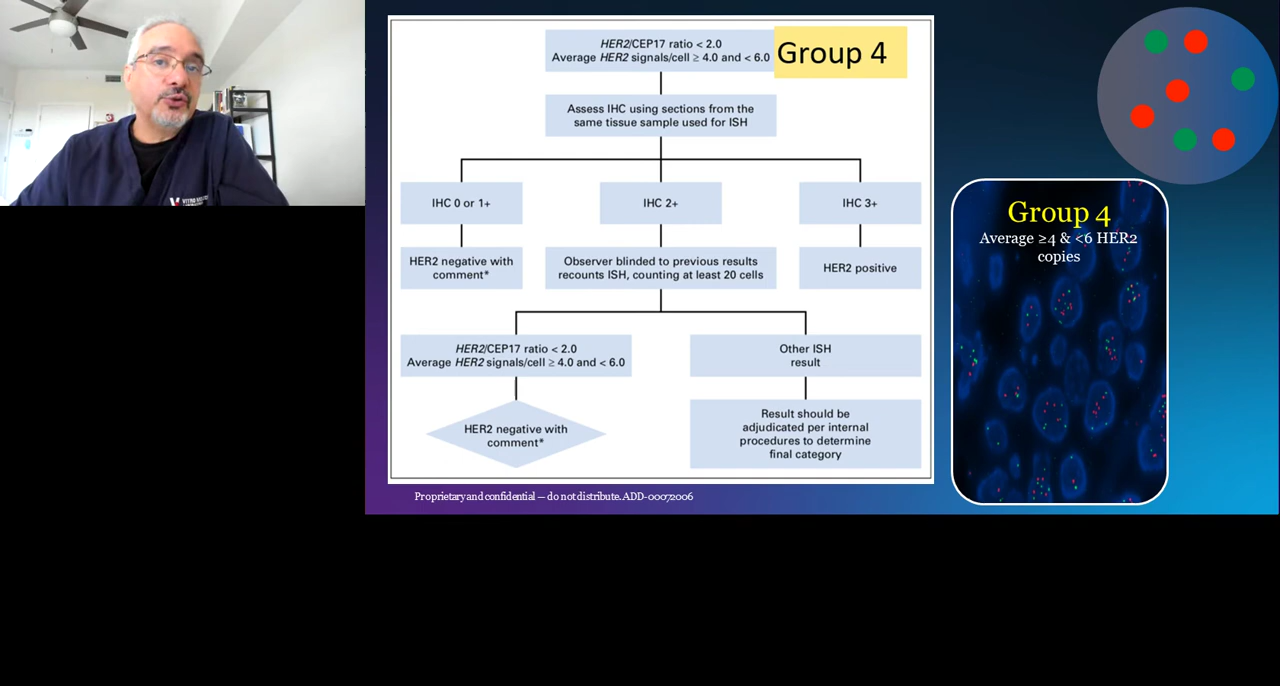 HER2/CEP17 ratio < 2.0
Average HER2 signals/cell ≥ 4.0 and < 6.0
Group 4
Assess IHC using sections from the
same tissue sample used for ISH
IHC 0 or 1+
IHC 2+
IHC 3+
HER2 negative with
comment*
Observer blinded to previous results
recounts ISH, counting at least 20 cells
HER2 positive
HER2/CEP17 ratio < 2.0
Average HER2 signals/cell ≥ 4.0 and < 6.0
Other ISH
result
HER2 negative with
comment*
Result should be
adjudicated per internal
procedures to determine
final category
Group 4
Average ≥4 & <6 HER2
copies
Proprietary and confidential — do not distribute. ADD-00072006